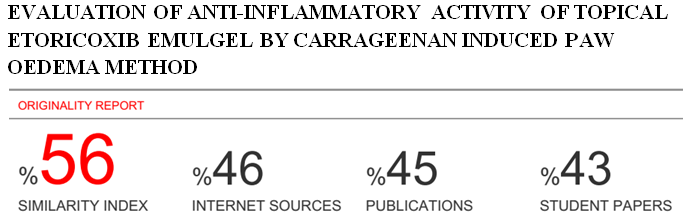 EVALUATION OF ANTI-INFLAMMATORY ACTIVITY OF TOPICAL
ETORICOXIB EMULGEL BY CARRAGEENAN INDUCED PAW
OEDEMA METHOD
ORIGINALITY REPORT
%56 %46 %45 %43
SIMILARITY INDEX INTERNET SOURCES PUBLICATIONS STUDENT PAPERS